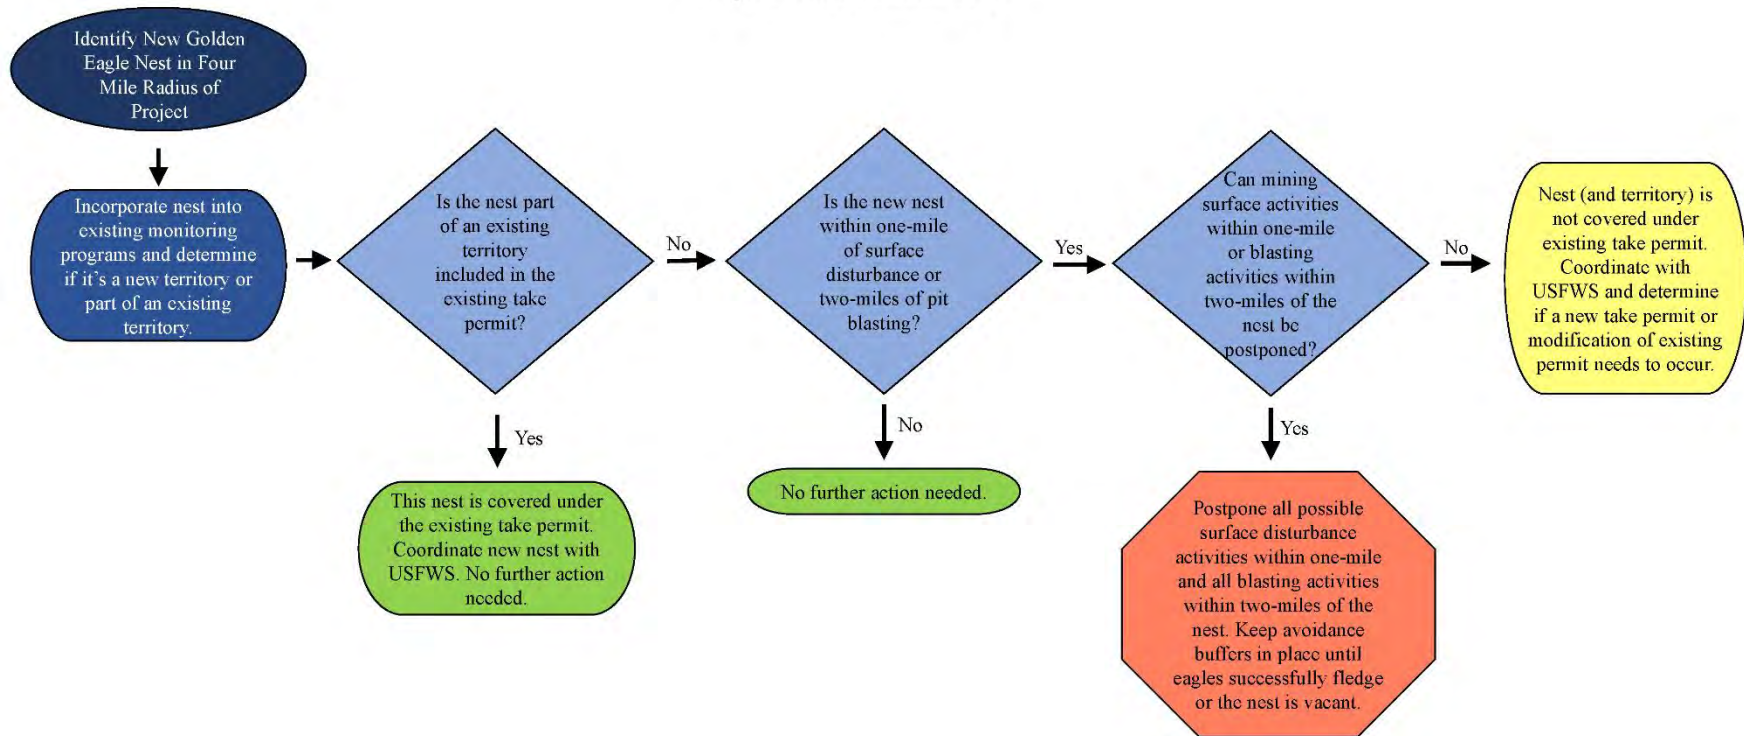 Identify New Golden
Eagle Nest in Four
Mile Radius of
Project
Incorporate nest into
existing monitoring
programs and determine
if it's a new territory or
part of an existing
territory.
Is the nest part
of an existing
territory
included in the
existing take
permit?
No
Yes
This nest is covered under
the existing take permit.
Coordinate new nest with
USFWS. No further action
needed.
Is the new nest
within one-mile
of surface
disturbance or
two-miles of pit
blasting?
Yes
No
No further action needed.
Can mining
surface activities
within one-mile
or blasting
activities within
two-miles of the
nest be
postponed?
No
Yes
Postpone all possible
surface disturbance
activities within one-mile
and all blasting activities
within two-miles of the
nest. Keep avoidance
buffers in place until
eagles successfully fledge
or the nest is vacant.
Nest (and territory) is
not covered under
existing take permit.
Coordinate with
USFWS and determine
if a new take permit or
modification of existing
permit needs to occur.